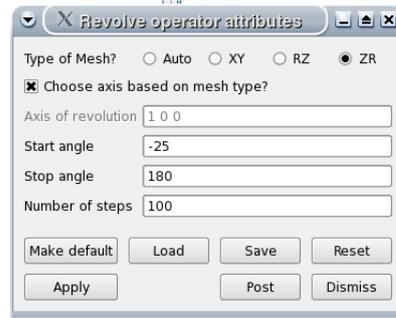 Revolve operator attributes
Type of Mesh? Auto XY RZ ZR
Choose axis based on mesh type?
Axis of revolution 1 0 0
Start angle -25
Stop angle 180
Number of steps 100
Make default Load Save Reset
Apply Post Dismiss